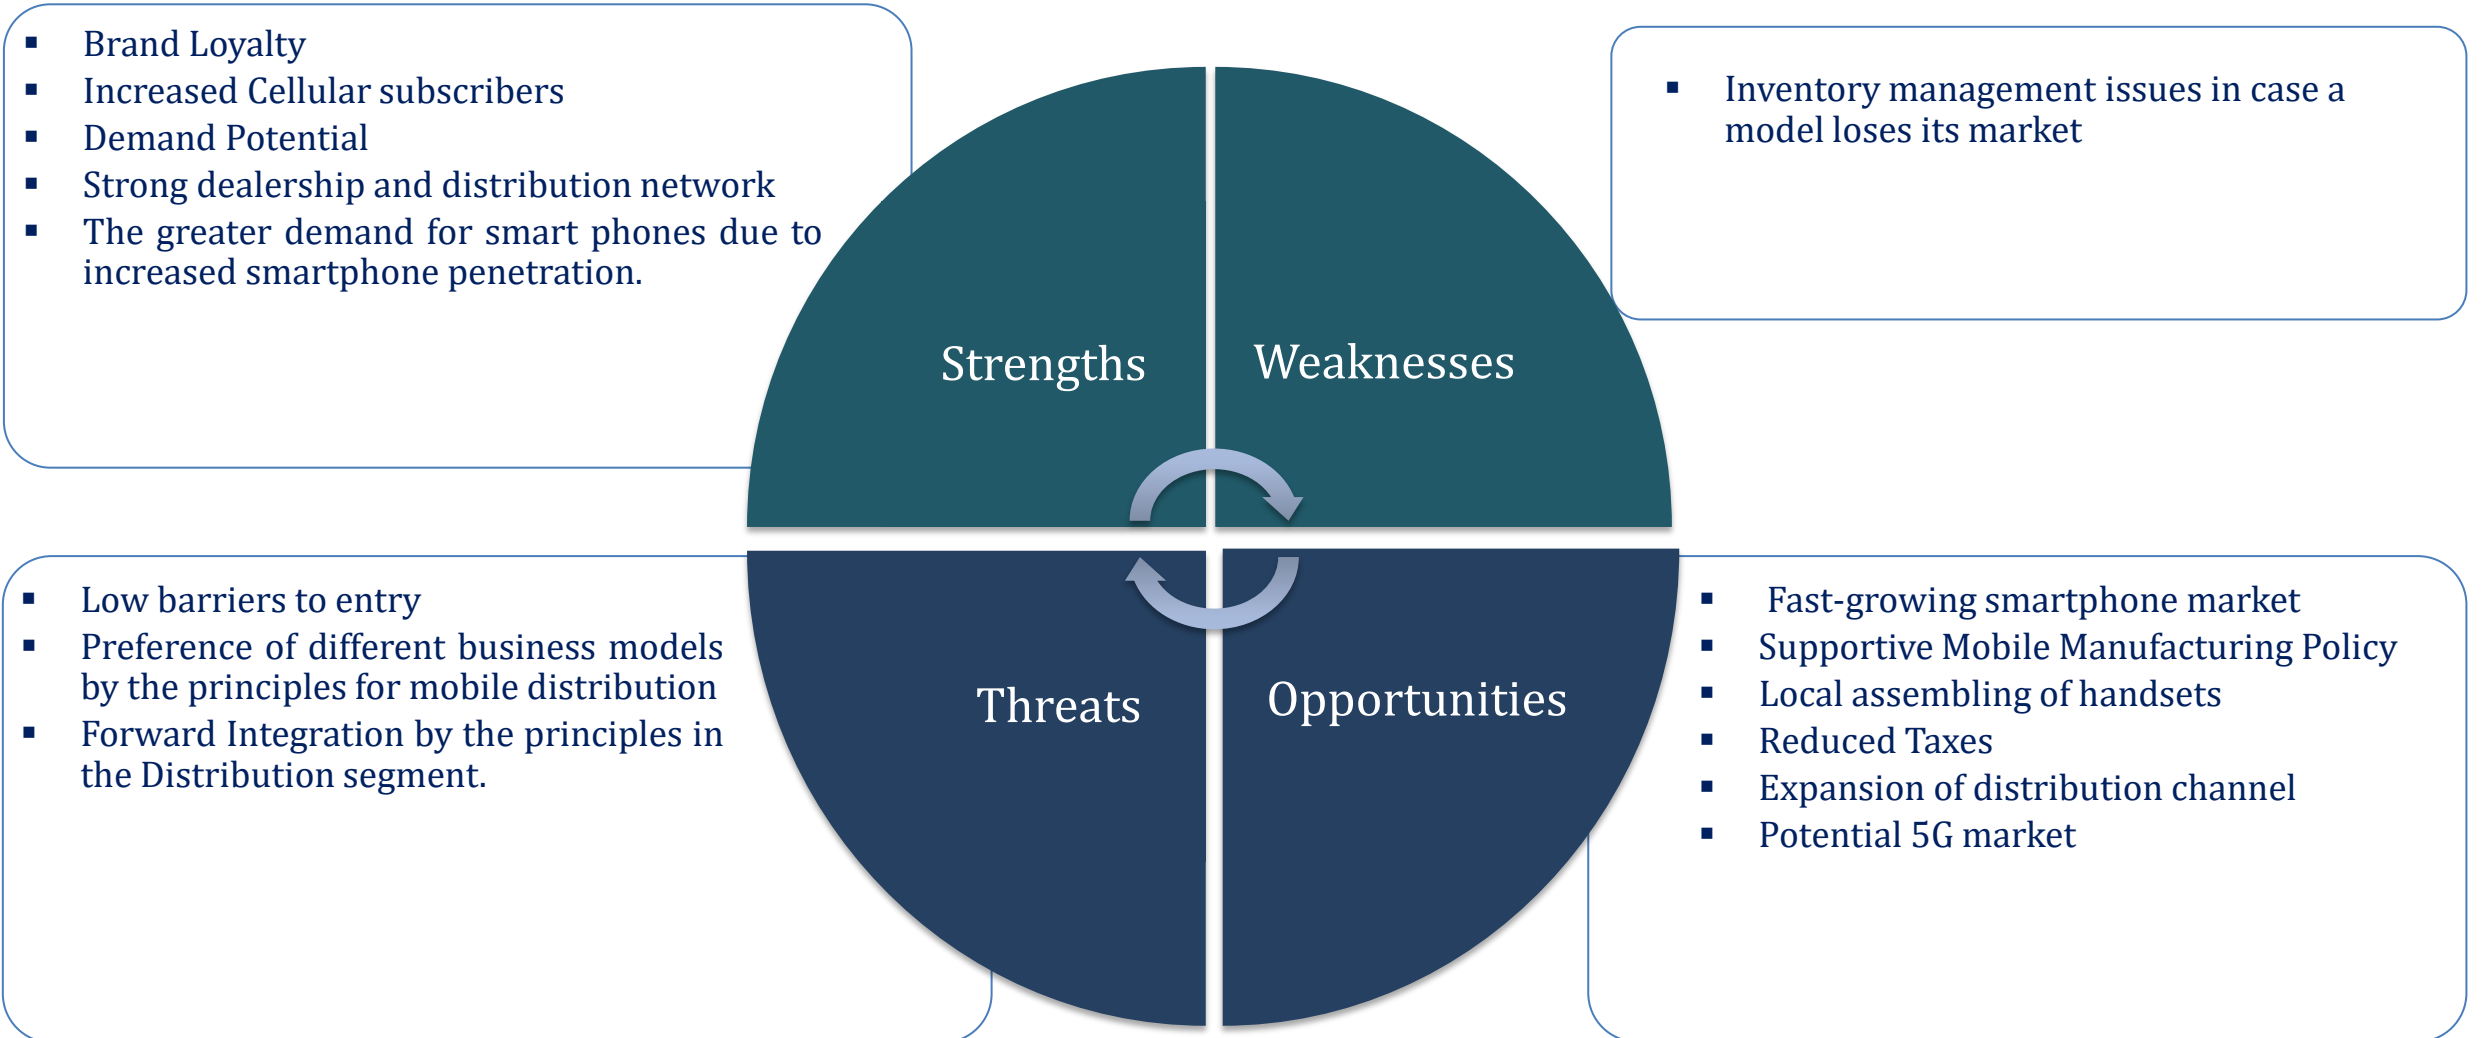 ▪ Brand Loyalty
▪ Increased Cellular subscribers
▪ Demand Potential
▪ Strong dealership and distribution network
▪ The greater demand for smart phones due to
increased smartphone penetration.
▪ Inventory management issues in case a
model loses its market
Strengths
Weaknesses
▪ Low barriers to entry
▪ Preference of different business models
by the principles for mobile distribution
▪ Forward Integration by the principles in
the Distribution segment.
Threats
Opportunities
▪ Fast-growing smartphone market
▪ Supportive Mobile Manufacturing Policy
▪ Local assembling of handsets
▪ Reduced Taxes
▪ Expansion of distribution channel
▪ Potential 5G market